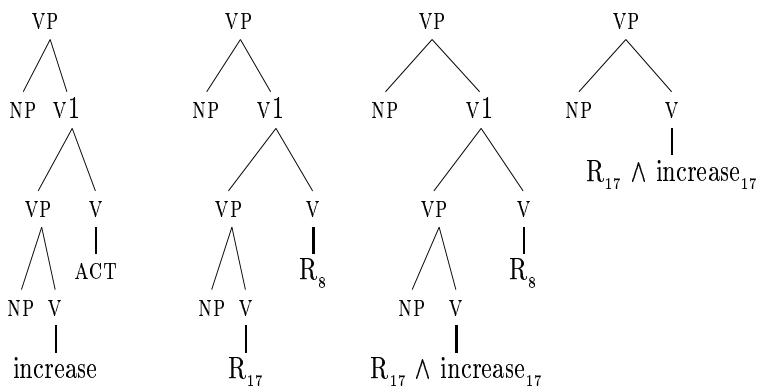 VP VP VP VP
NP V1 NP V1 NP V1 NP V
R₁₇ ∧ increase₁₇
VP V VP V VP V
ACT R₈ R₈
NP V NP V NP V
increase R₁₇ R₁₇ ∧ increase₁₇